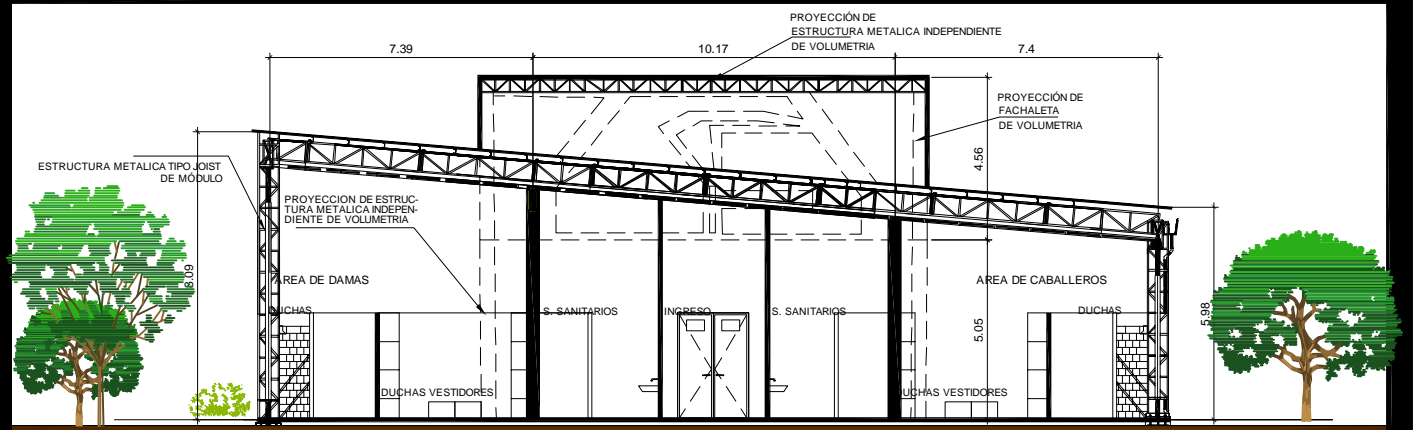 PROYECCIÓN DE
ESTRUCTURA METALICA INDEPENDIENTE
DE VOLUMETRIA
7.39
10.17
7.4
PROYECCIÓN DE
FACHALETA
DE VOLUMETRIA
4.56
ESTRUCTURA METALICA TIPO JOIST
DE MÓDULO
PROYECCION DE ESTRUC-
TURA METALICA INDEPEN-
DIENTE DE VOLUMETRIA
8.09
AREA DE DAMAS
AREA DE CABALLEROS
DUCHAS
S. SANITARIOS
INGRESO
S. SANITARIOS
DUCHAS
5.05
5.98
DUCHAS VESTIDORES
DUCHAS VESTIDORES